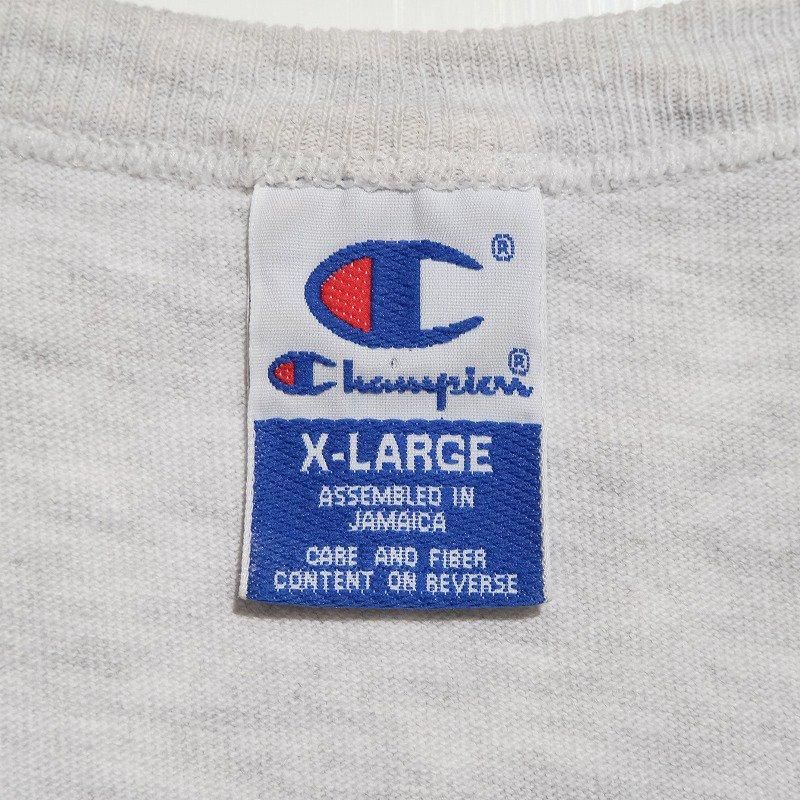 ®
Champion®
X-LARGE
ASSEMBLED IN
JAMAICA
CARE AND FIBER
CONTENT ON REVERSE